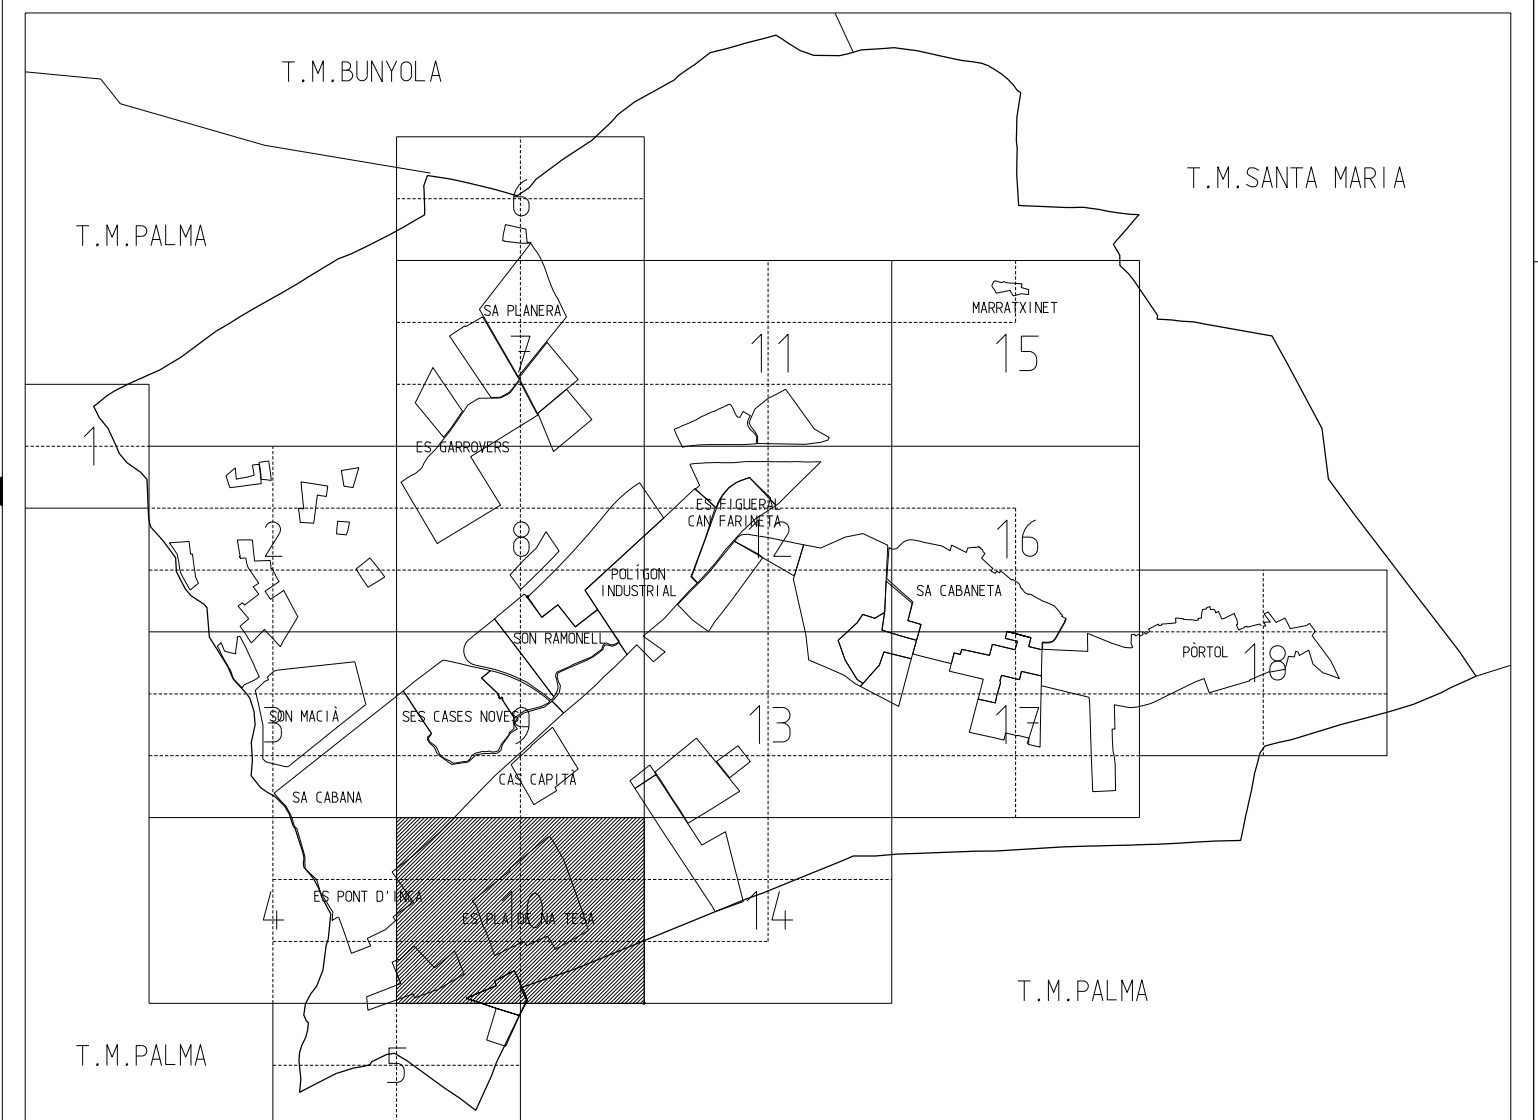 T.M.BUNYOLA
T.M.SANTA MARIA
T.M.PALMA
6
SA PLANERA
MARRATXINET
7
11
15
1
ES GARROVERS
ES FIGUERAL
CAN FARINETA
2
8
12
16
POLÍGON
INDUSTRIAL
SA CABANETA
SON RAMONELL
PÒRTOL
18
SON MACIÀ
3
SES CASES NOVES
9
13
17
CAS CAPITÀ
SA CABANA
ES PONT D'INCA
4
10
ES PLA DE NA TESA
14
T.M.PALMA
T.M.PALMA
5